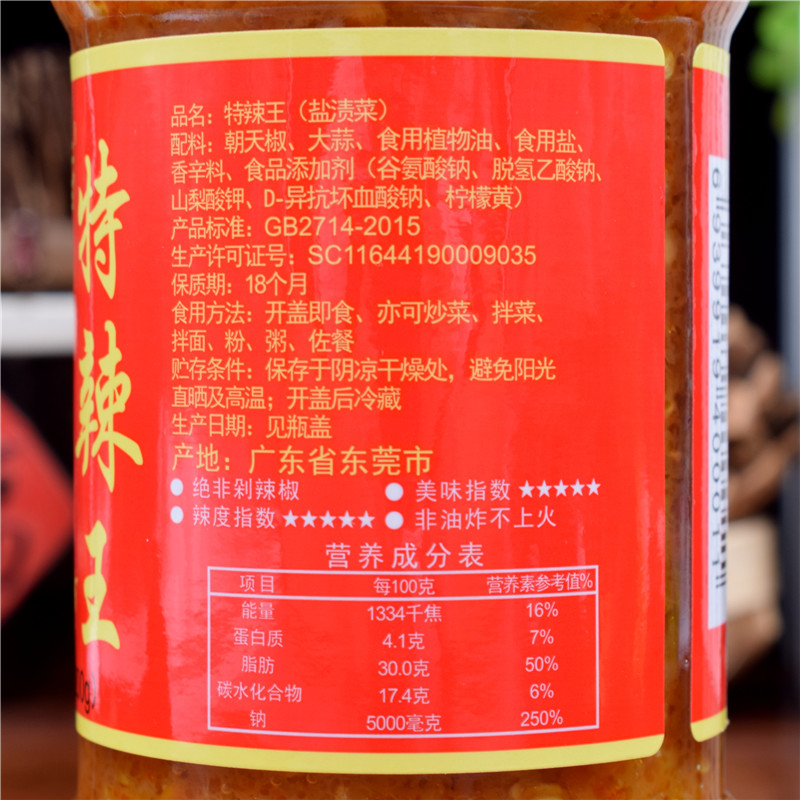 特辣王
品名：特辣王（盐渍菜）
配料：朝天椒、大蒜、食用植物油、食用盐、
香辛料、食品添加剂（谷氨酸钠、脱氢乙酸钠、
山梨酸钾、D-异抗坏血酸钠、柠檬黄）
产品标准：GB2714-2015
生产许可证号：SC11644190009035
保质期：18个月
食用方法：开盖即食、亦可炒菜、拌菜、
拌面、粉、粥、佐餐
贮存条件：保存于阴凉干燥处，避免阳光
直晒及高温；开盖后冷藏
生产日期：见瓶盖
产地：广东省东莞市
● 绝非剁辣椒 ● 美味指数 ★★★★★
● 辣度指数 ★★★★★ ● 非油炸不上火
营养成分表
项目 每100克 营养素参考值%
能量 1334千焦 16%
蛋白质 4.1克 7%
脂肪 30.0克 50%
碳水化合物 17.4克 6%
钠 5000毫克 250%